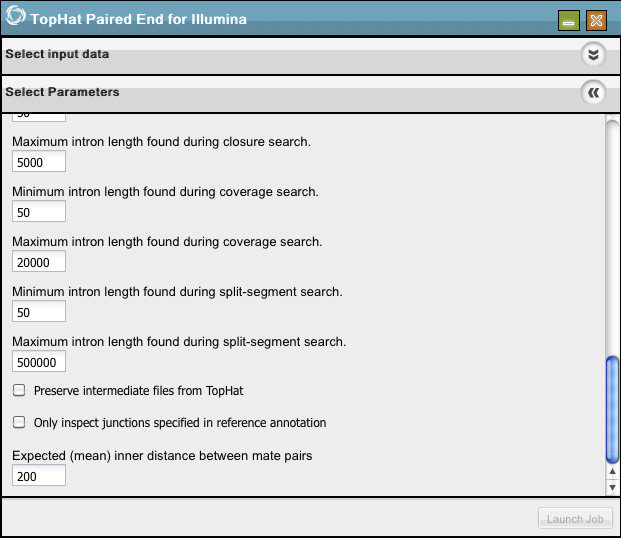 TopHat Paired End for Illumina
Select input data
Select Parameters
Maximum intron length found during closure search.
5000
Minimum intron length found during coverage search.
50
Maximum intron length found during coverage search.
20000
Minimum intron length found during split-segment search.
50
Maximum intron length found during split-segment search.
500000
Preserve intermediate files from TopHat
Only inspect junctions specified in reference annotation
Expected (mean) inner distance between mate pairs
200
Launch Job